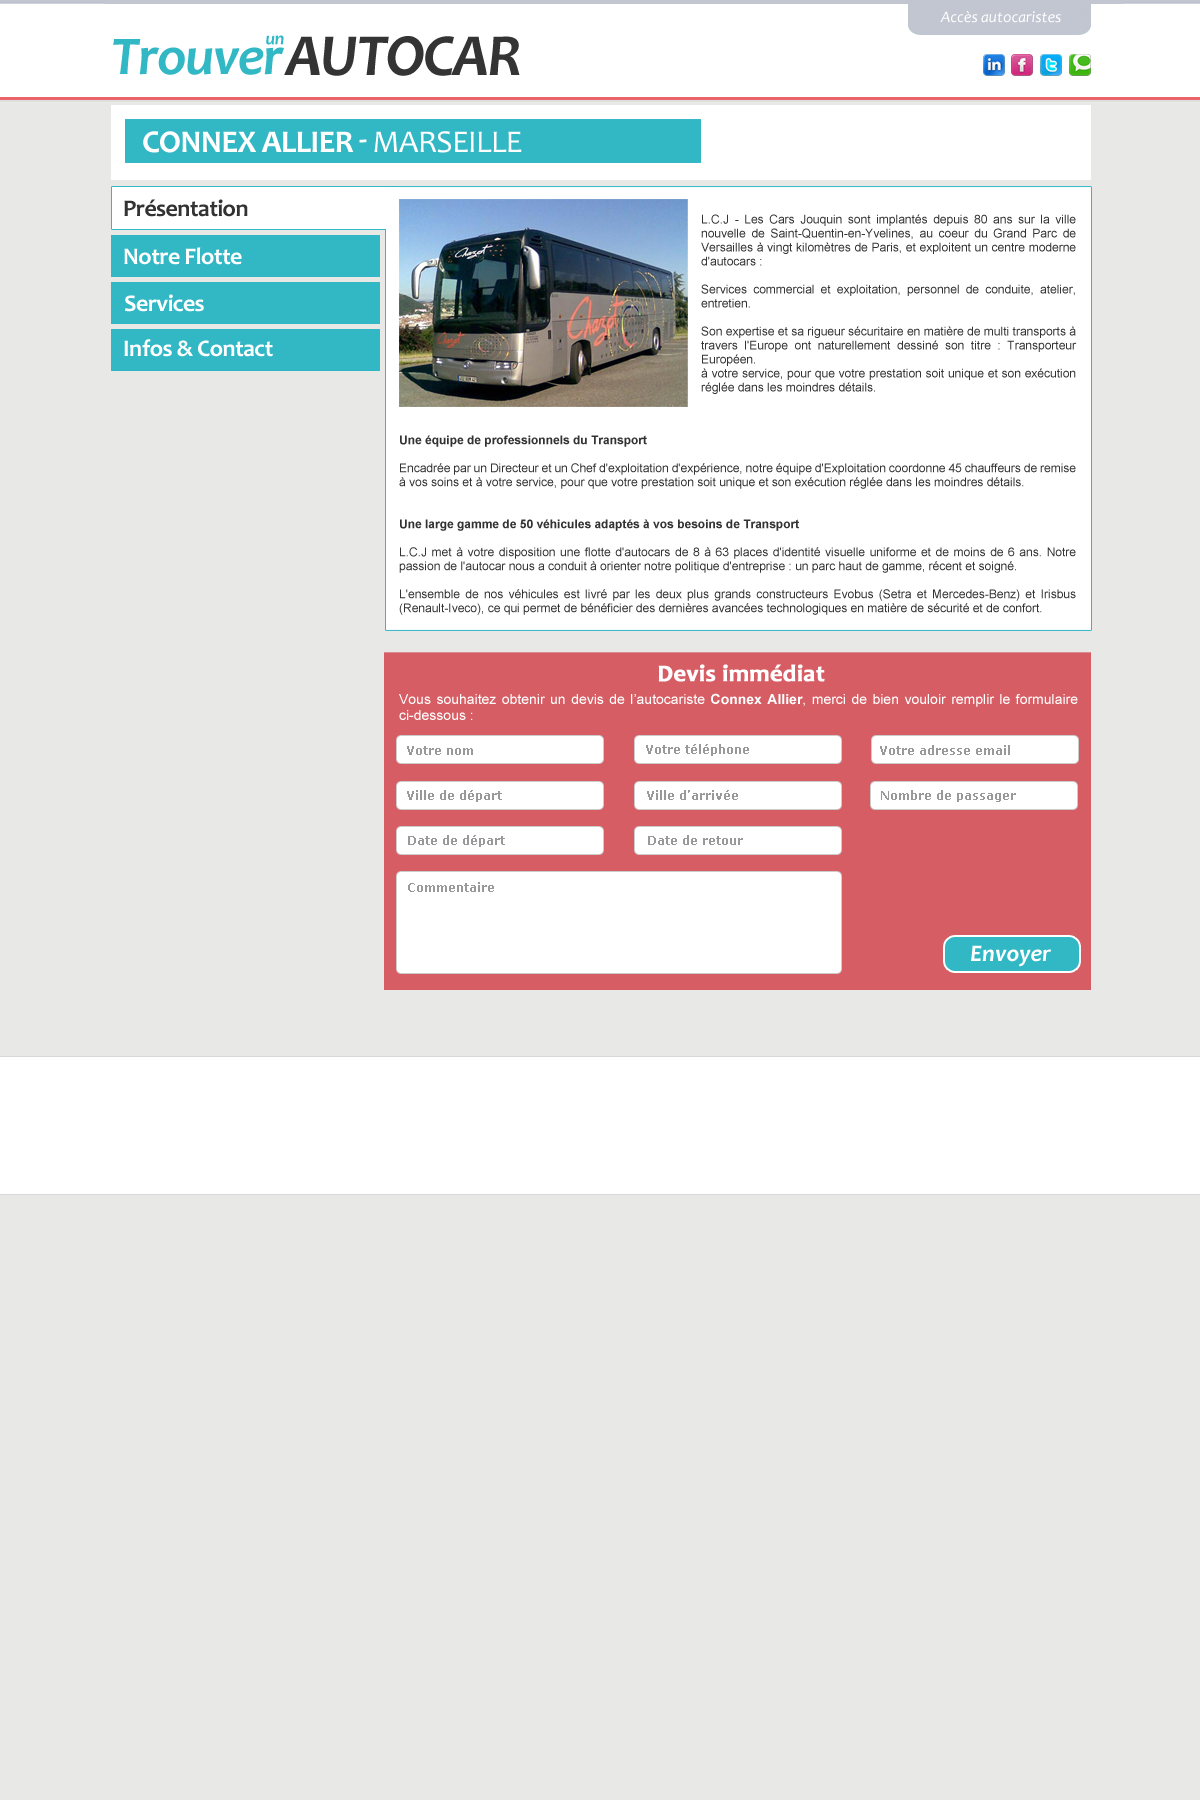 Accès autocaristes
Trouver un AUTOCAR
in f t
CONNEX ALLIER - MARSEILLE
Présentation
Notre Flotte
Services
Infos & Contact
Chazot
Chazot
L.C.J - Les Cars Jouquin sont implantés depuis 80 ans sur la ville
nouvelle de Saint-Quentin-en-Yvelines, au coeur du Grand Parc de
Versailles à vingt kilomètres de Paris, et exploitent un centre moderne
d'autocars :
Services commercial et exploitation, personnel de conduite, atelier,
entretien.
Son expertise et sa rigueur sécuritaire en matière de multi transports à
travers l'Europe ont naturellement dessiné son titre : Transporteur
Européen.
à votre service, pour que votre prestation soit unique et son exécution
réglée dans les moindres détails.
Une équipe de professionnels du Transport
Encadrée par un Directeur et un Chef d'exploitation d'expérience, notre équipe d'Exploitation coordonne 45 chauffeurs de remise
à vos soins et à votre service, pour que votre prestation soit unique et son exécution réglée dans les moindres détails.
Une large gamme de 50 véhicules adaptés à vos besoins de Transport
L.C.J met à votre disposition une flotte d'autocars de 8 à 63 places d'identité visuelle uniforme et de moins de 6 ans. Notre
passion de l'autocar nous a conduit à orienter notre politique d'entreprise : un parc haut de gamme, récent et soigné.
L'ensemble de nos véhicules est livré par les deux plus grands constructeurs Evobus (Setra et Mercedes-Benz) et Irisbus
(Renault-Iveco), ce qui permet de bénéficier des dernières avancées technologiques en matière de sécurité et de confort.
Devis immédiat
Vous souhaitez obtenir un devis de l'autocariste Connex Allier, merci de bien vouloir remplir le formulaire
ci-dessous :
Votre nom
Votre téléphone
Votre adresse email
Ville de départ
Ville d'arrivée
Nombre de passager
Date de départ
Date de retour
Commentaire
Envoyer